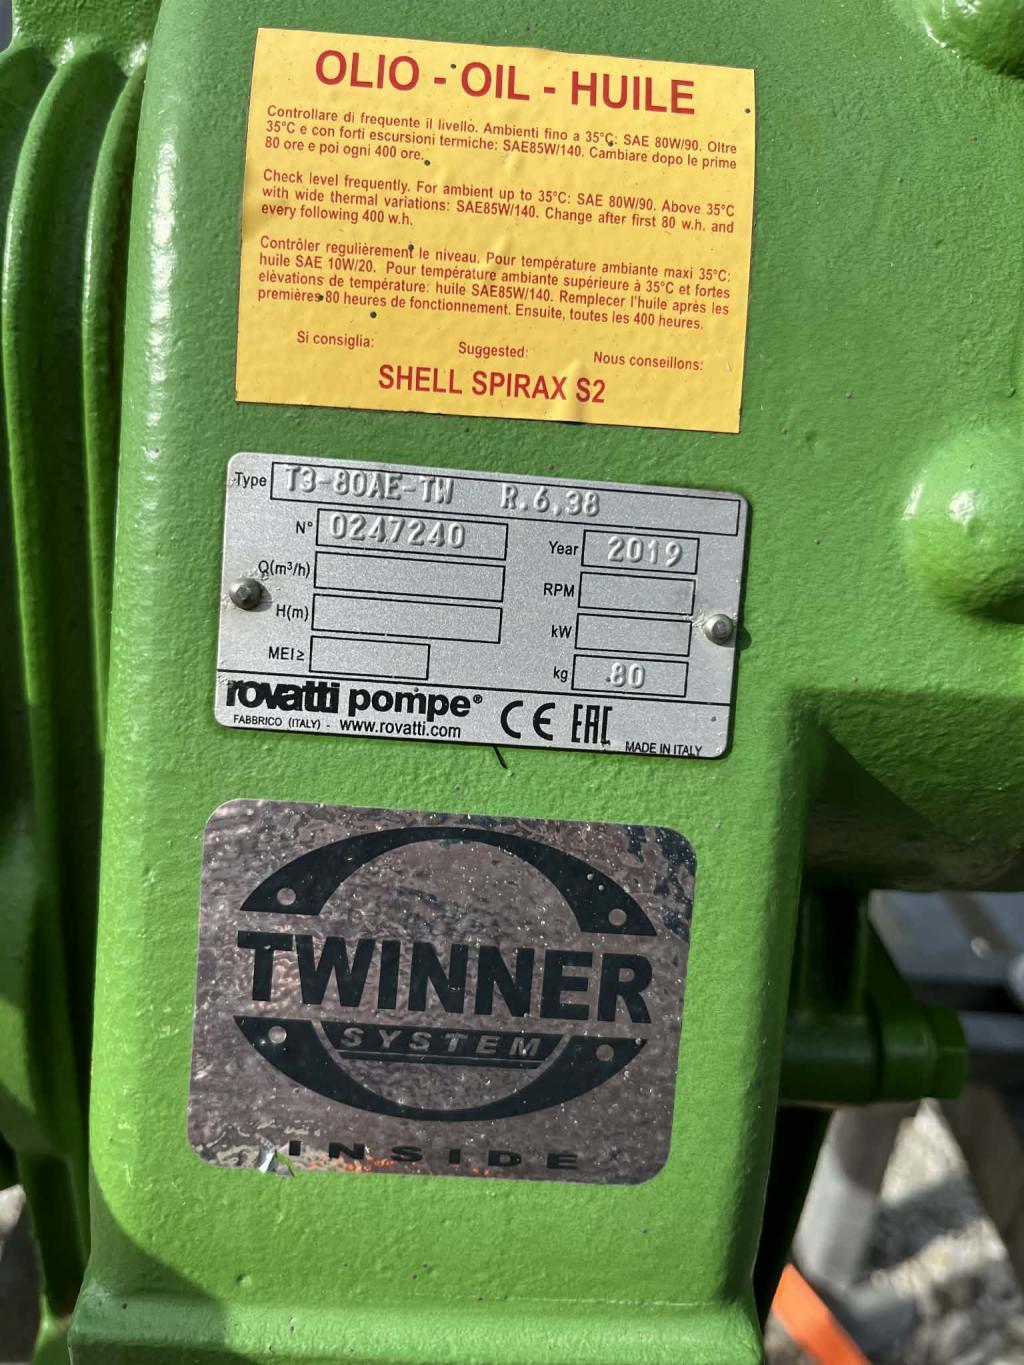 OLIO - OIL - HUILE
Controllare di frequente il livello. Ambienti fino a 35°C: SAE 80W/90. Oltre
35°C e con forti escursioni termiche: SAE85W/140. Cambiare dopo le prime
80 ore e poi ogni 400 ore.
Check level frequently. For ambient up to 35°C: SAE 80W/90. Above 35°C
with wide thermal variations: SAE85W/140. Change after first 80 w.h. and
every following 400 w.h.
Contrôler regulièrement le niveau. Pour température ambiante maxi 35°C:
huile SAE 10W/20. Pour température ambiante supérieure à 35°C et fortes
elèvations de température: huile SAE85W/140. Remplecer l'huile après les
premières 80 heures de fonctionnement. Ensuite, toutes les 400 heures.
Si consiglia: Suggested: Nous conseillons:
SHELL SPIRAX S2
Type T3-80AE-TW R.6,38
N° 0247240 Year 2019
Q(m³/h) RPM
H(m) kW
MEI≥ kg 80
rovatti pompe®
FABBRICO (ITALY) - www.rovatti.com CE EAC MADE IN ITALY
TWINNER
SYSTEM
INSIDE